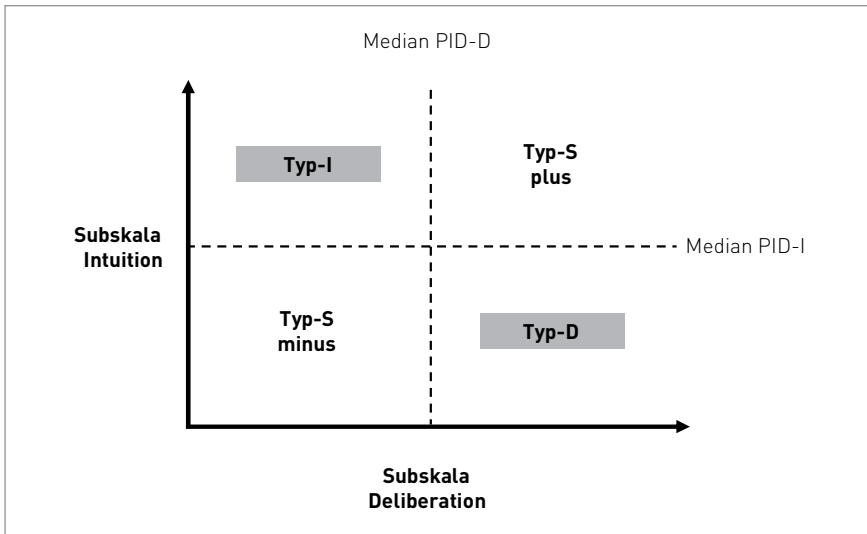 Median PID-D
Typ-I
Typ-S
plus
Subskala
Intuition
Median PID-I
Typ-S
minus
Typ-D
Subskala
Deliberation